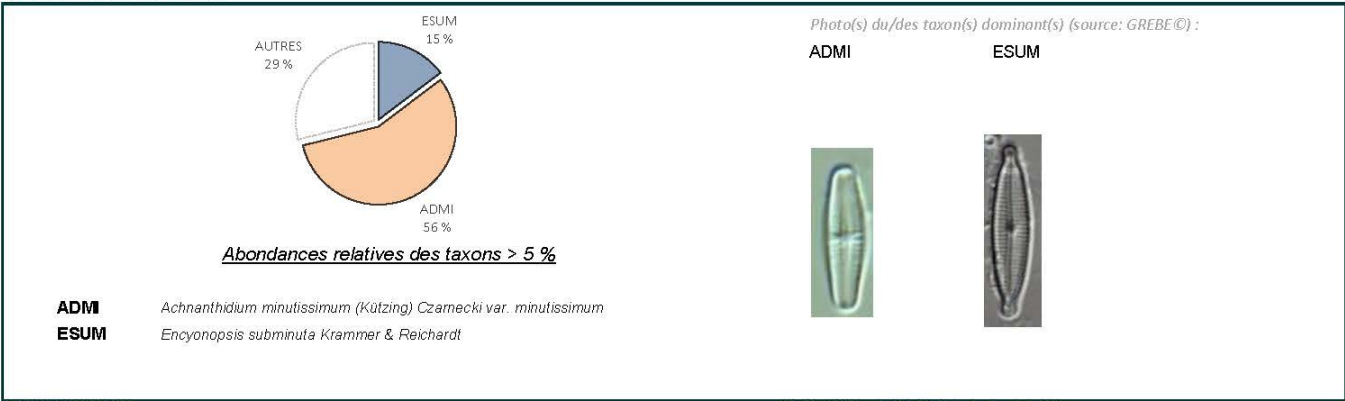 ESUM
15 %
AUTRES
29 %
ADMI
56 %
Abondances relatives des taxons > 5 %
ADMI Achnanthidium minutissimum (Kützing) Czarnecki var. minutissimum
ESUM Encyonopsis subminuta Krammer & Reichardt
Photo(s) du/des taxon(s) dominant(s) (source: GREBE©) :
ADMI ESUM